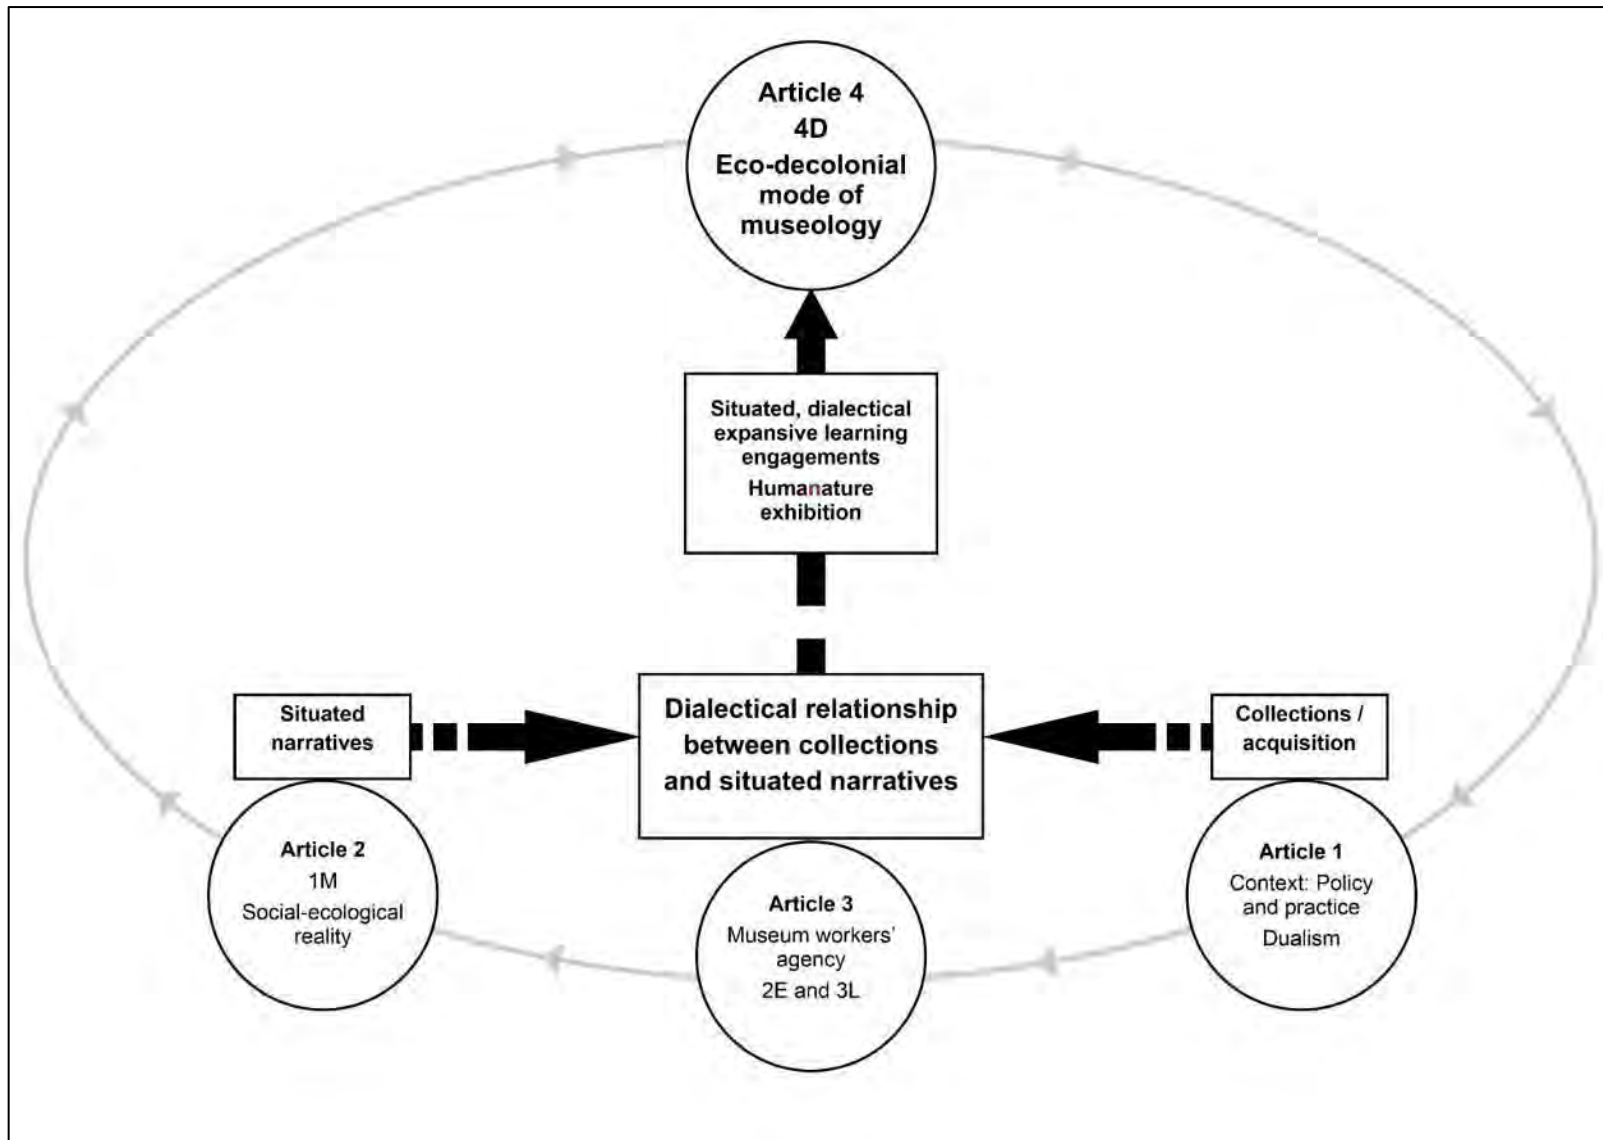 Article 4
4D
Eco-decolonial
mode of
museology
Situated, dialectical
expansive learning
engagements
Humanature
exhibition
Situated
narratives
Dialectical relationship
between collections
and situated narratives
Collections /
acquisition
Article 2
1M
Social-ecological
reality
Article 3
Museum workers’
agency
2E and 3L
Article 1
Context: Policy
and practice
Dualism